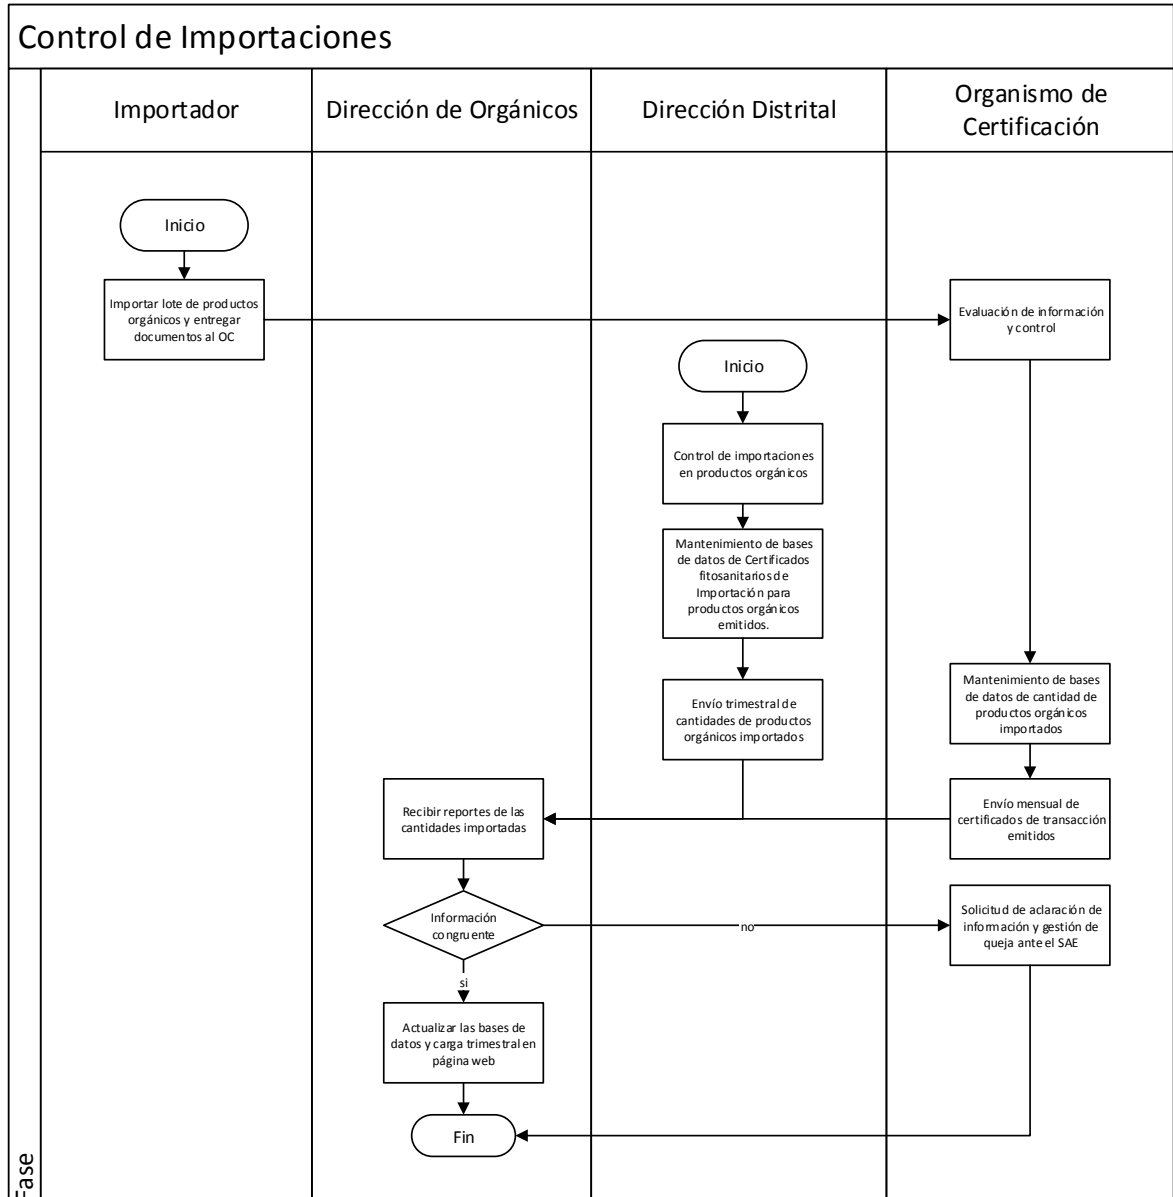 Control de Importaciones
Importador
Dirección de Orgánicos
Dirección Distrital
Organismo de
Certificación
Inicio
Importar lote de productos
orgánicos y entregar
documentos al OC
Evaluación de información
y control
Inicio
Control de importaciones
en productos orgánicos
Mantenimiento de bases
de datos de Certificados
fitosanitarios de
Importación para
productos orgánicos
emitidos.
Envío trimestral de
cantidades de productos
orgánicos importados
Mantenimiento de bases
de datos de cantidad de
productos orgánicos
importados
Recibir reportes de las
cantidades importadas
Envío mensual de
certificados de transacción
emitidos
Información
congruente
no
Solicitud de aclaración de
información y gestión de
queja ante el SAE
si
Actualizar las bases de
datos y carga trimestral en
página web
Fin
Fase